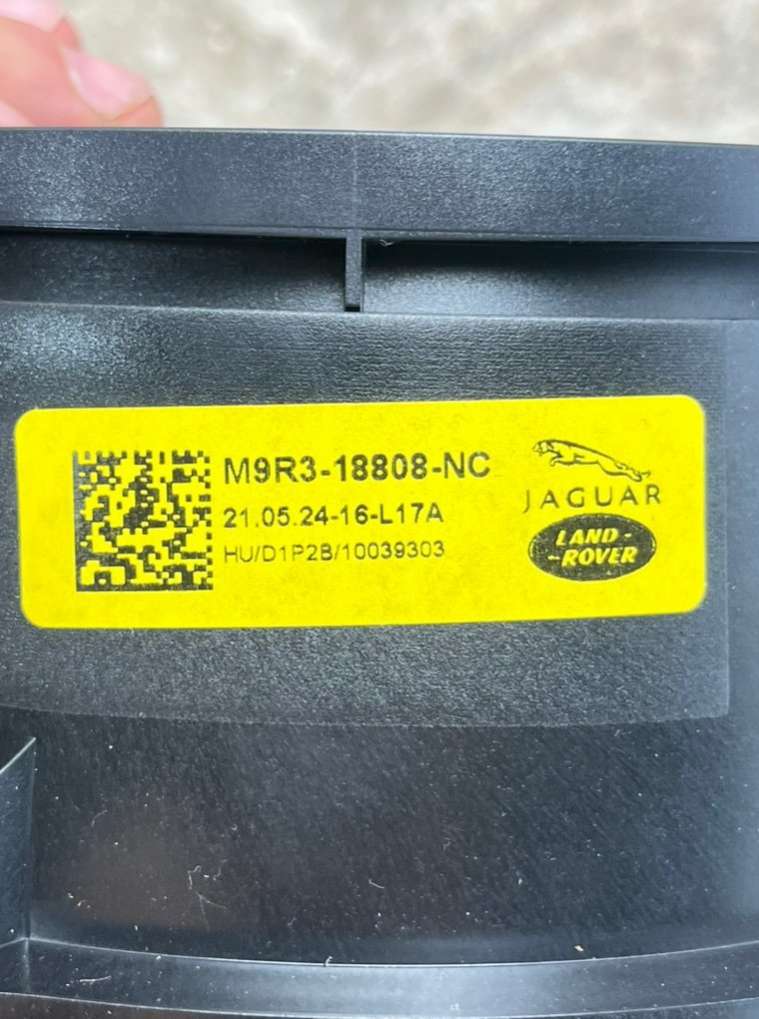 M9R3-18808-NC
21.05.24-16-L17A
HU/D1P2B/10039303
JAGUAR
LAND-
-ROVER